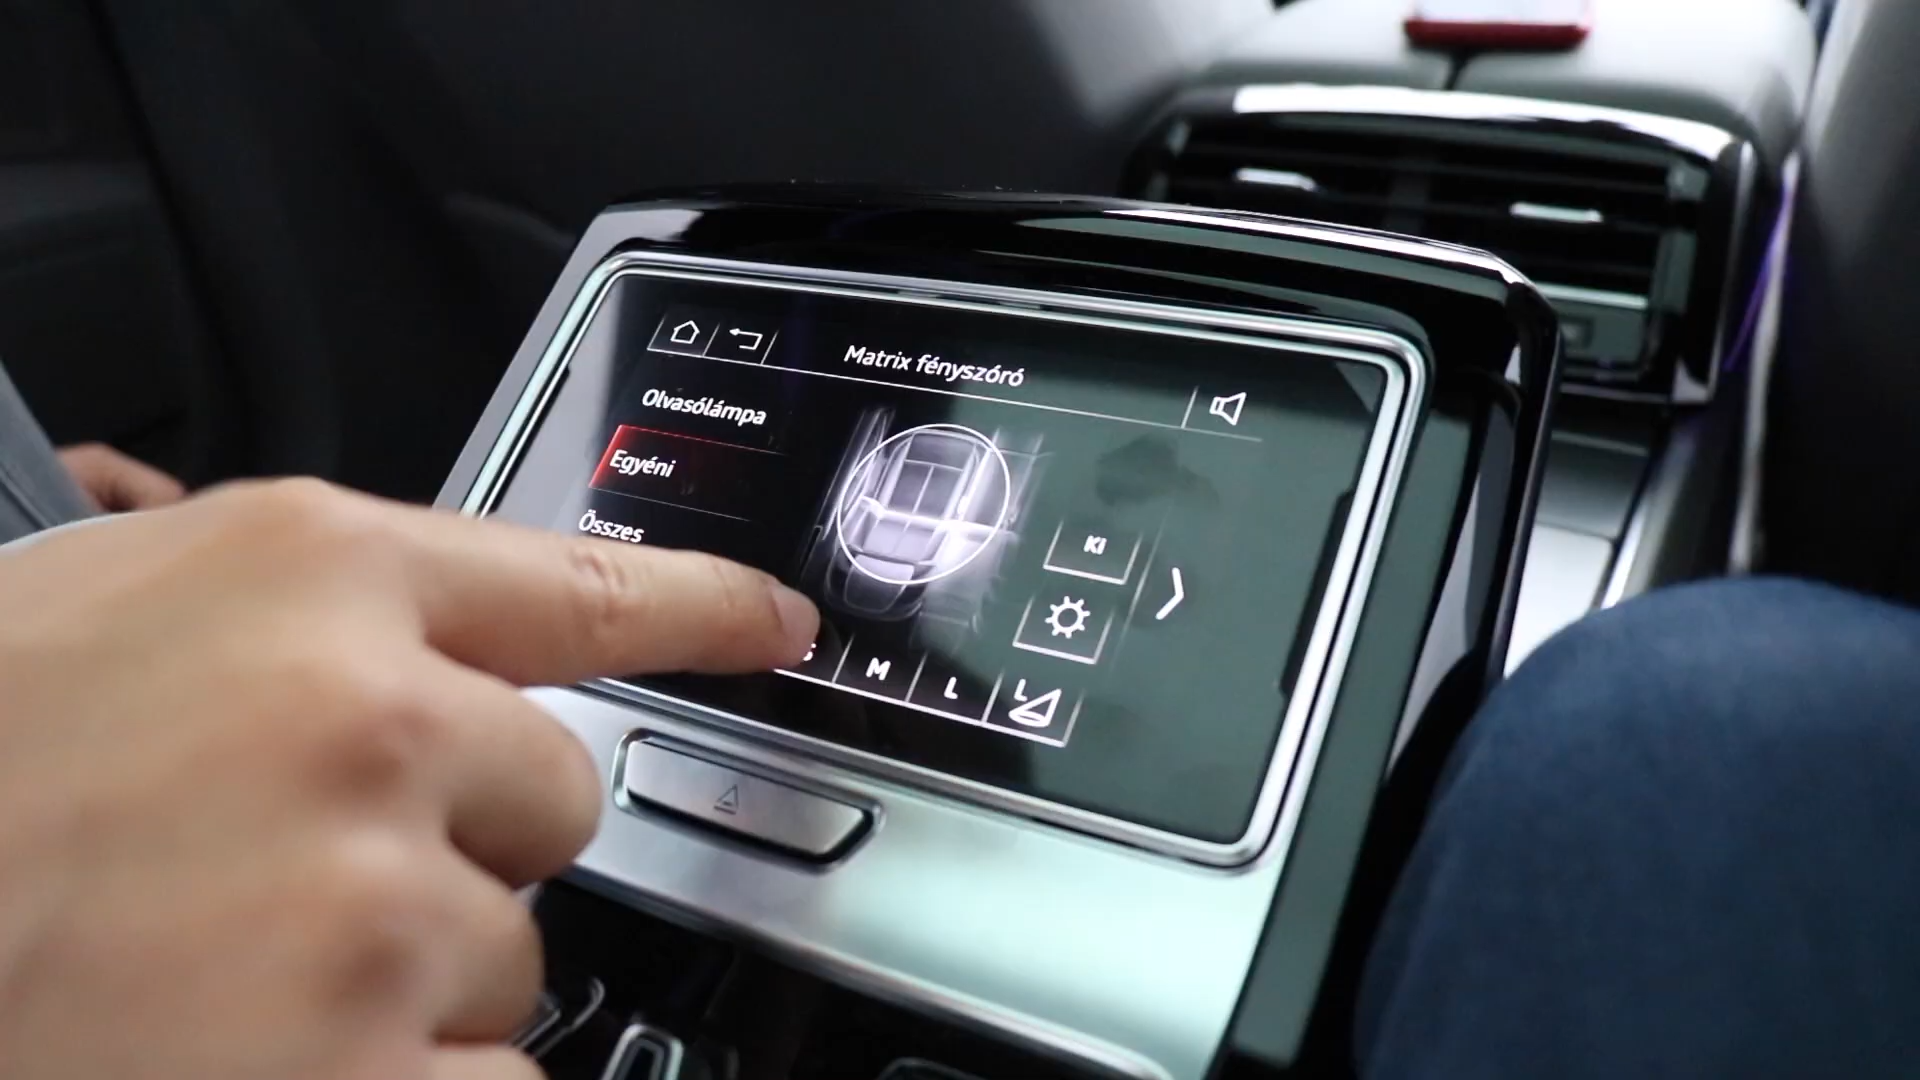 Matrix fényszóró
Olvasólámpa
Egyéni
Összes
KI
S M L L